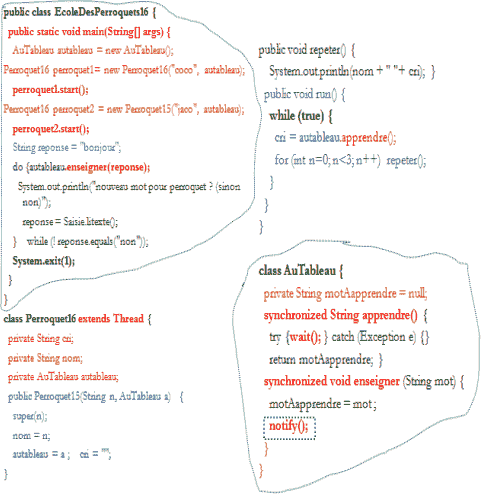 public class EcoleDesPerroquets16 {
public static void main(String[] args) {
AuTableau autableau = new AuTableau();
Perroquet16 perroquet1= new Perroquet16("coco", autableau);
perroquet1.start();
Perroquet16 perroquet2 = new Perroquet15("jaco", autableau);
perroquet2.start();
String reponse = "bonjour";
do {autableau.enseigner(reponse);
System.out.println("nouveau mot pour perroquet ? (sinon
non)");
reponse = Saisie.litexte();
} while (! reponse.equals("non"));
System.exit(1);
}
}
class Perroquet16 extends Thread {
private String cri;
private String nom;
private AuTableau autableau;
public Perroquet15(String n, AuTableau a) {
super(n);
nom = n;
autableau = a ; cri = "";
}
public void repeter() {
System.out.println(nom + " "+ cri); }
public void run() {
while (true) {
cri = autableau.apprendre();
for (int n=0; n<3; n++) repeter();
}
}
}
class AuTableau {
private String motAapprendre = null;
synchronized String apprendre() {
try {wait(); } catch (Exception e) {}
return motAapprendre; }
synchronized void enseigner (String mot) {
motAapprendre = mot ;
notify();
}
}